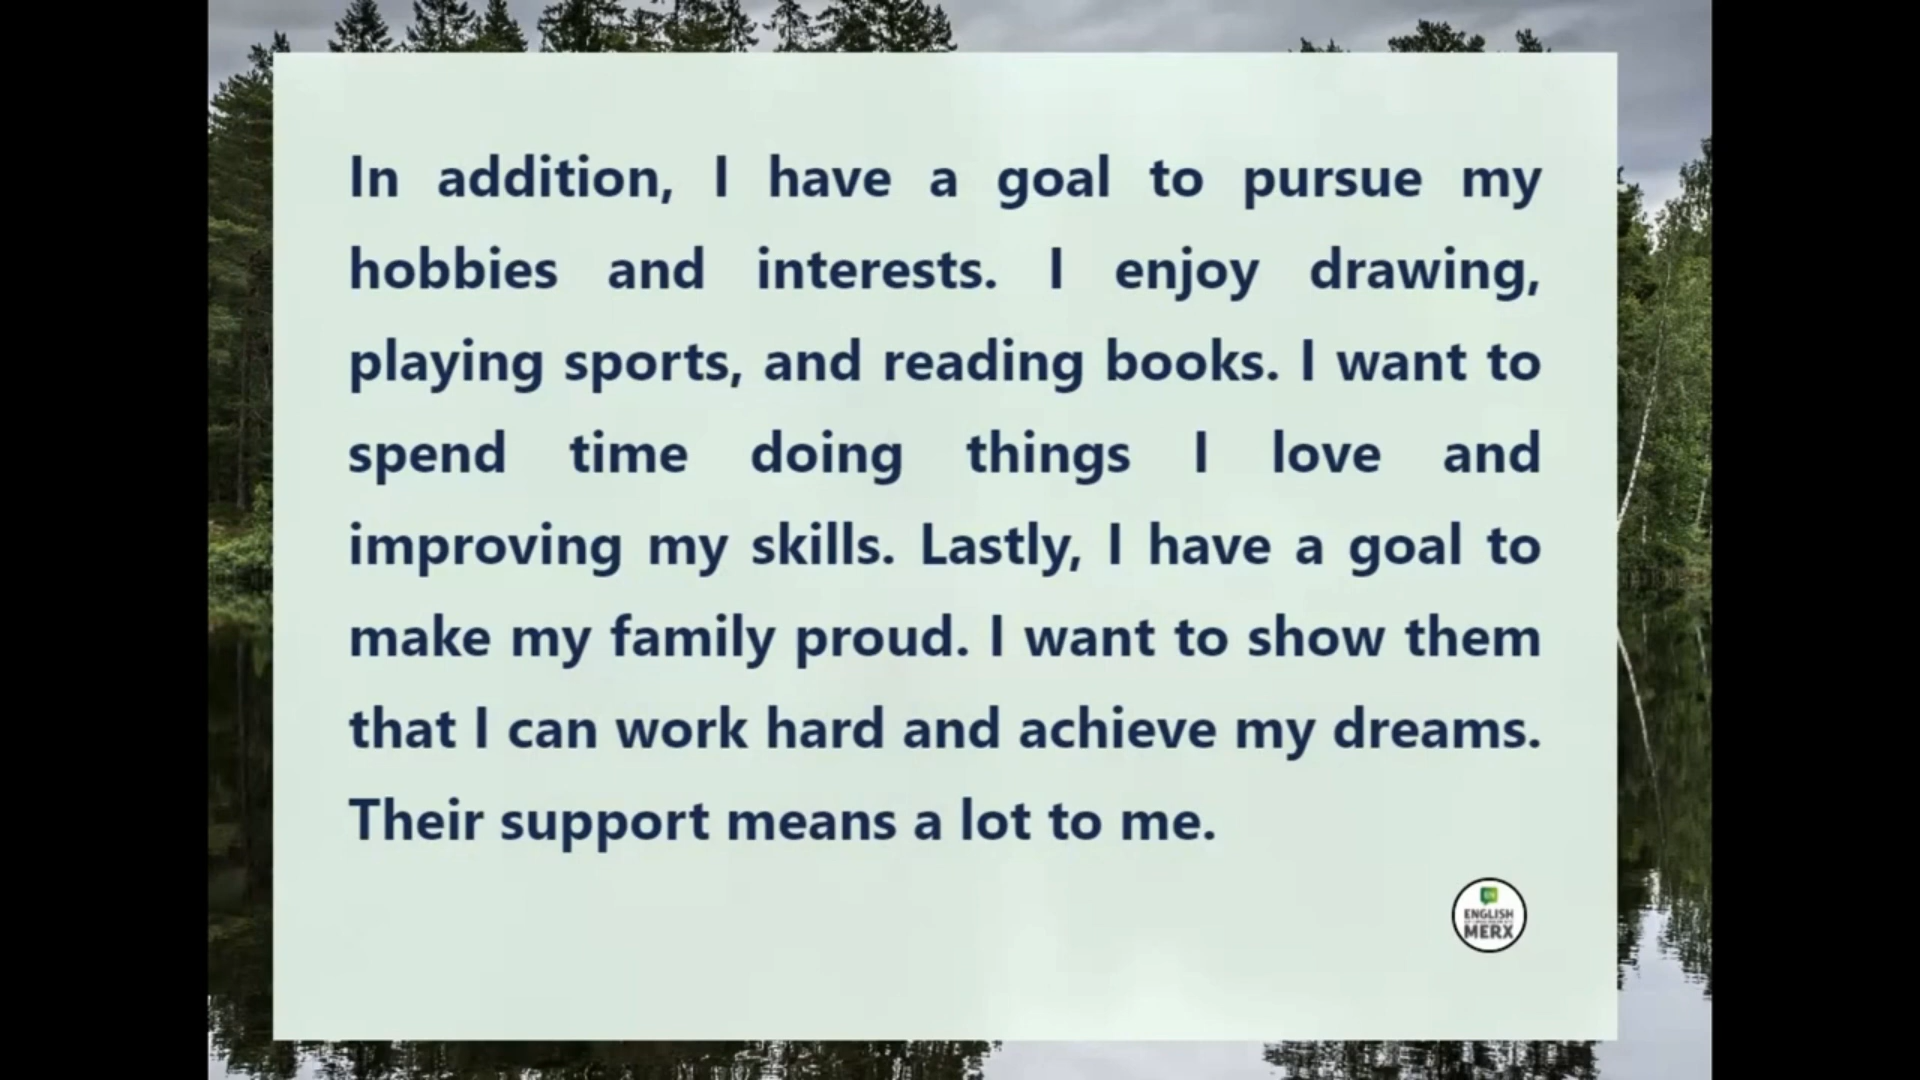 In addition, I have a goal to pursue my
hobbies and interests. I enjoy drawing,
playing sports, and reading books. I want to
spend time doing things I love and
improving my skills. Lastly, I have a goal to
make my family proud. I want to show them
that I can work hard and achieve my dreams.
Their support means a lot to me.
ENGLISH
MERX